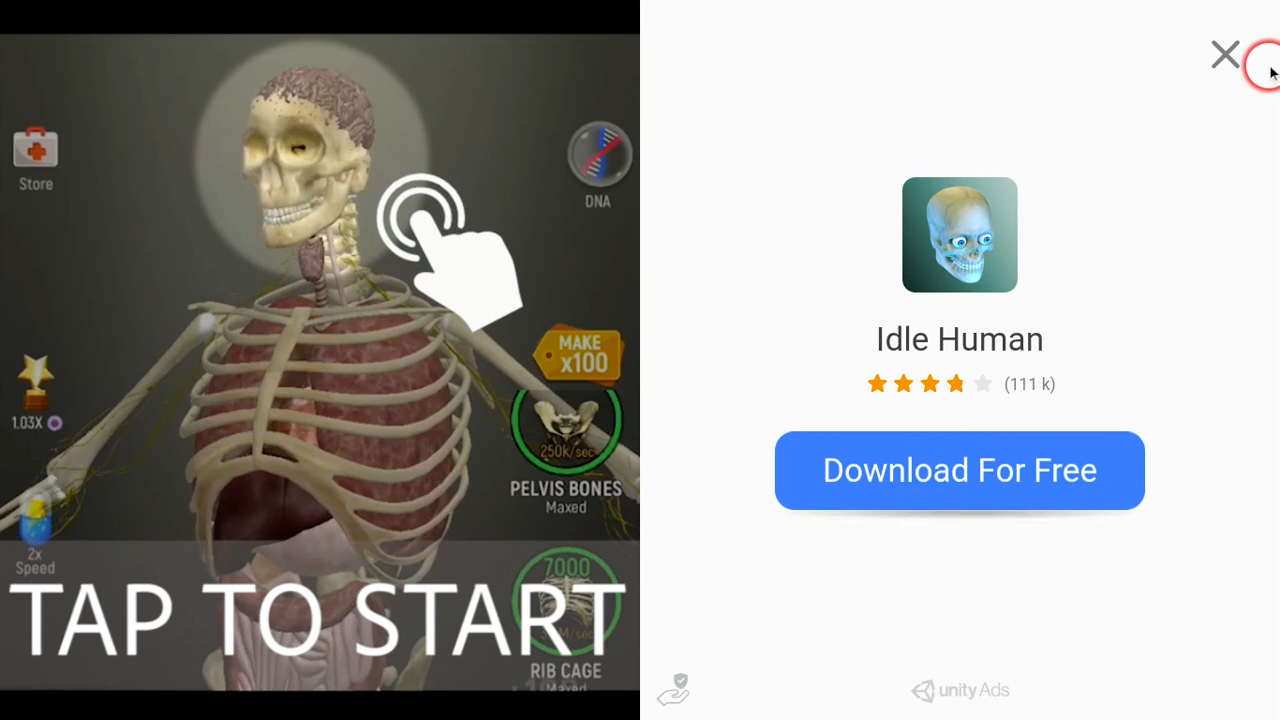 Store
DNA
MAKE
x100
1.03X
250k/sec
PELVIS BONES
Maxed
2x
Speed
7000
TAP TO START
RIB CAGE
Maxed
Idle Human
(111 k)
Download For Free
unity Ads